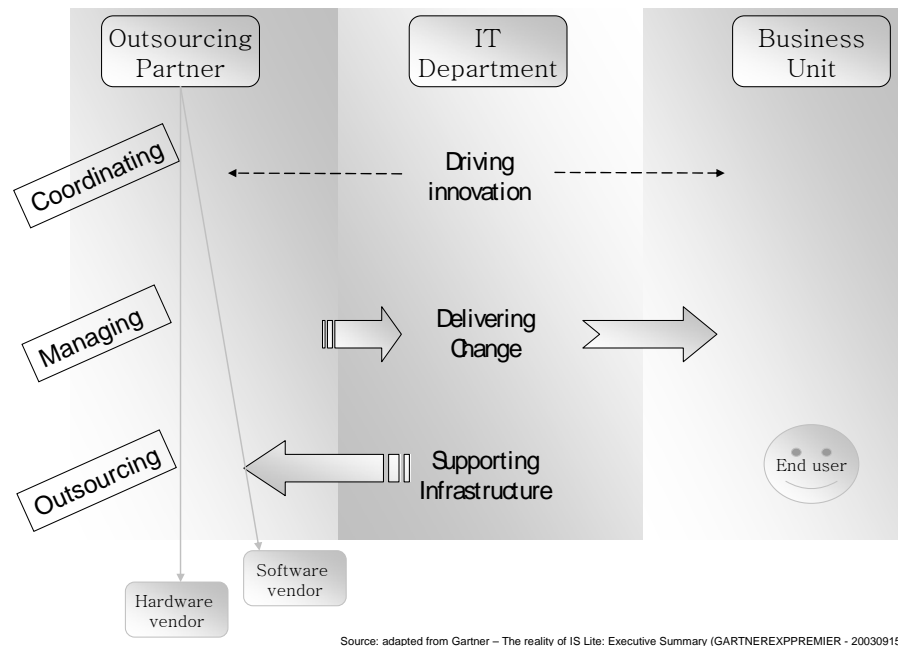 Outsourcing
Partner
IT
Department
Business
Unit
Coordinating
Driving
innovation
Managing
Delivering
Change
Outsourcing
Supporting
Infrastructure
End user
Software
vendor
Hardware
vendor
Source: adapted from Gartner – The reality of IS Lite: Executive Summary (GARTNEREXPPREMIER - 20030915